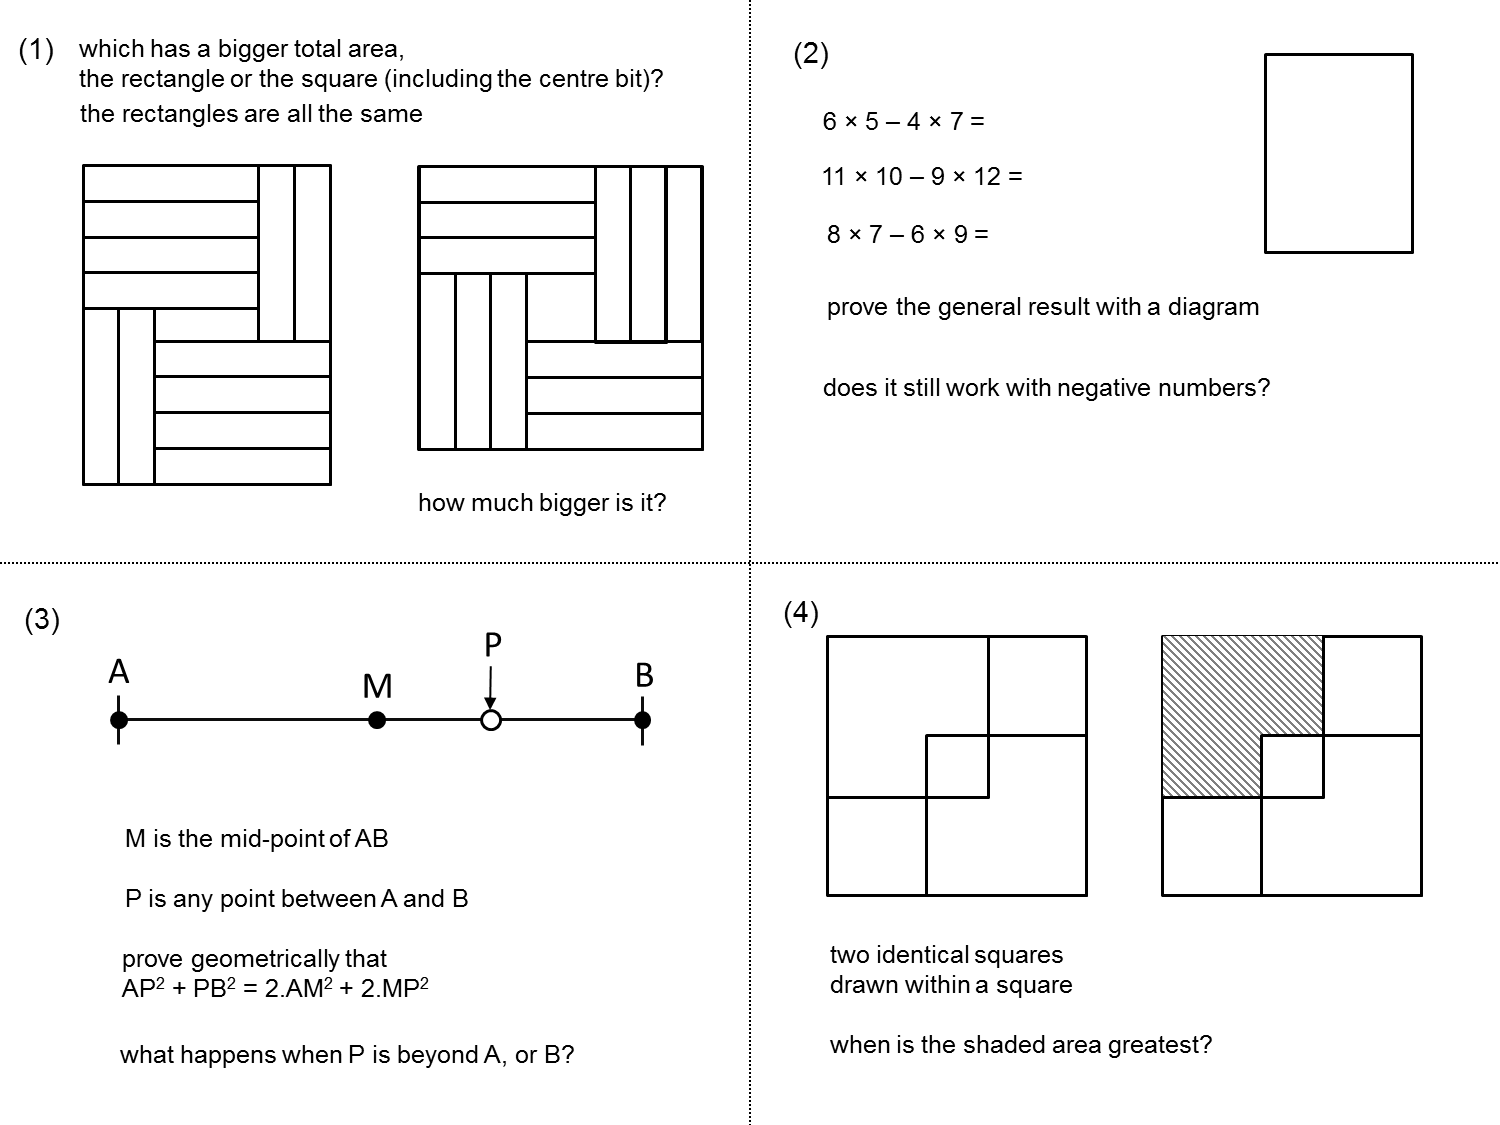 (1) which has a bigger total area,
the rectangle or the square (including the centre bit)?
the rectangles are all the same
how much bigger is it?
(2)
6 × 5 – 4 × 7 =
11 × 10 – 9 × 12 =
8 × 7 – 6 × 9 =
prove the general result with a diagram
does it still work with negative numbers?
(3)
P
A
M
B
M is the mid-point of AB
P is any point between A and B
prove geometrically that
AP² + PB² = 2.AM² + 2.MP²
what happens when P is beyond A, or B?
(4)
two identical squares
drawn within a square
when is the shaded area greatest?